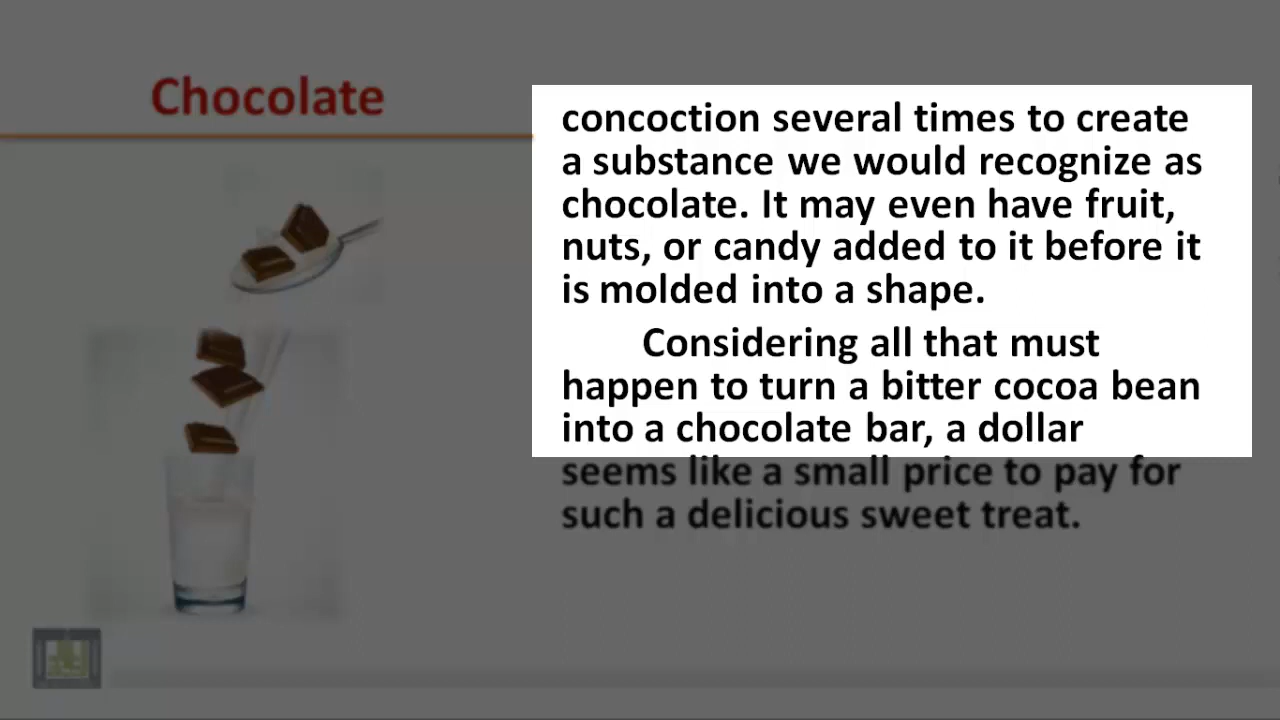 Chocolate
concoction several times to create
a substance we would recognize as
chocolate. It may even have fruit,
nuts, or candy added to it before it
is molded into a shape.
Considering all that must
happen to turn a bitter cocoa bean
into a chocolate bar, a dollar
seems like a small price to pay for
such a delicious sweet treat.